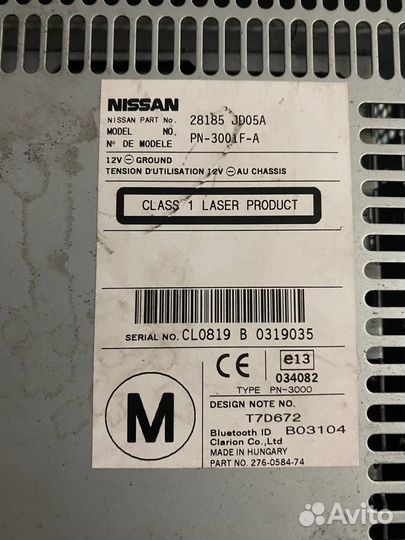 NISSAN
NISSAN PART No. 28185 JD05A
MODEL NO. PN-3001F-A
N° DE MODELE
12V ⊖ GROUND
TENSION D'UTILISATION 12V ⊖ AU CHASSIS
CLASS 1 LASER PRODUCT
SERIAL NO. CL0819 B 0319035
CE
e13
034082
TYPE PN-3000
M
DESIGN NOTE NO.
T7D672
Bluetooth ID B03104
Clarion Co.,Ltd
MADE IN HUNGARY
PART NO. 276-0584-74
Avito